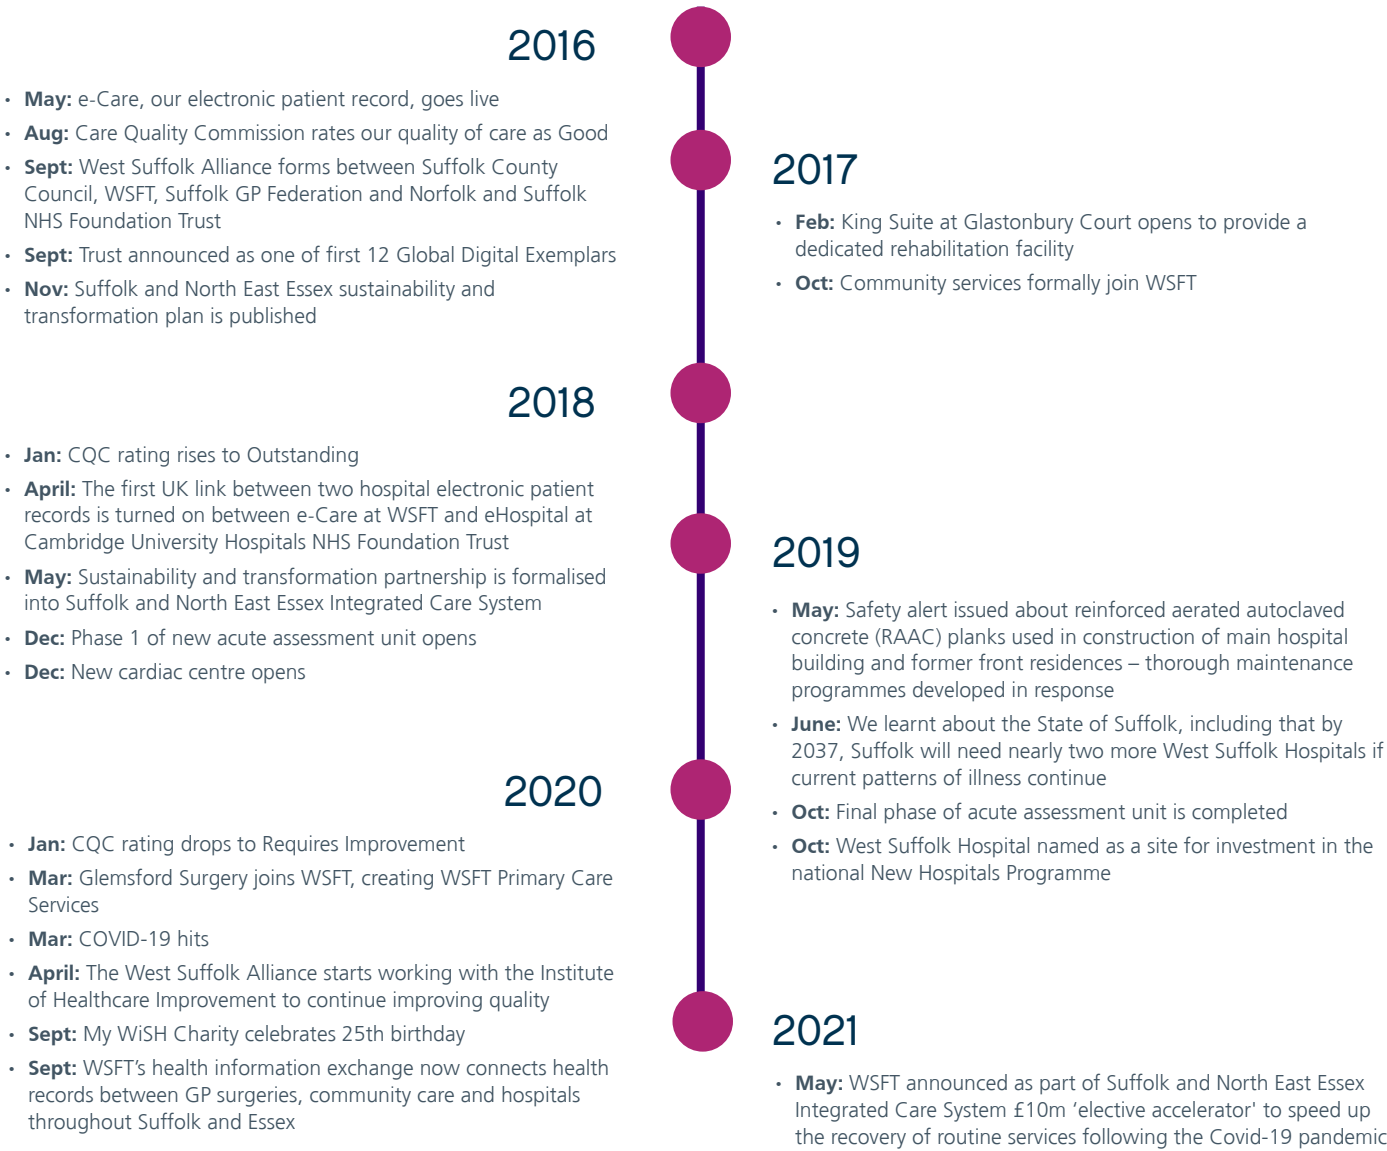 2016
• May: e-Care, our electronic patient record, goes live
• Aug: Care Quality Commission rates our quality of care as Good
• Sept: West Suffolk Alliance forms between Suffolk County
Council, WSFT, Suffolk GP Federation and Norfolk and Suffolk
NHS Foundation Trust
• Sept: Trust announced as one of first 12 Global Digital Exemplars
• Nov: Suffolk and North East Essex sustainability and
transformation plan is published
2017
• Feb: King Suite at Glastonbury Court opens to provide a
dedicated rehabilitation facility
• Oct: Community services formally join WSFT
2018
• Jan: CQC rating rises to Outstanding
• April: The first UK link between two hospital electronic patient
records is turned on between e-Care at WSFT and eHospital at
Cambridge University Hospitals NHS Foundation Trust
• May: Sustainability and transformation partnership is formalised
into Suffolk and North East Essex Integrated Care System
• Dec: Phase 1 of new acute assessment unit opens
• Dec: New cardiac centre opens
2019
• May: Safety alert issued about reinforced aerated autoclaved
concrete (RAAC) planks used in construction of main hospital
building and former front residences – thorough maintenance
programmes developed in response
• June: We learnt about the State of Suffolk, including that by
2037, Suffolk will need nearly two more West Suffolk Hospitals if
current patterns of illness continue
• Oct: Final phase of acute assessment unit is completed
• Oct: West Suffolk Hospital named as a site for investment in the
national New Hospitals Programme
2020
• Jan: CQC rating drops to Requires Improvement
• Mar: Glemsford Surgery joins WSFT, creating WSFT Primary Care
Services
• Mar: COVID-19 hits
• April: The West Suffolk Alliance starts working with the Institute
of Healthcare Improvement to continue improving quality
• Sept: My WiSH Charity celebrates 25th birthday
• Sept: WSFT’s health information exchange now connects health
records between GP surgeries, community care and hospitals
throughout Suffolk and Essex
2021
• May: WSFT announced as part of Suffolk and North East Essex
Integrated Care System £10m ‘elective accelerator' to speed up
the recovery of routine services following the Covid-19 pandemic